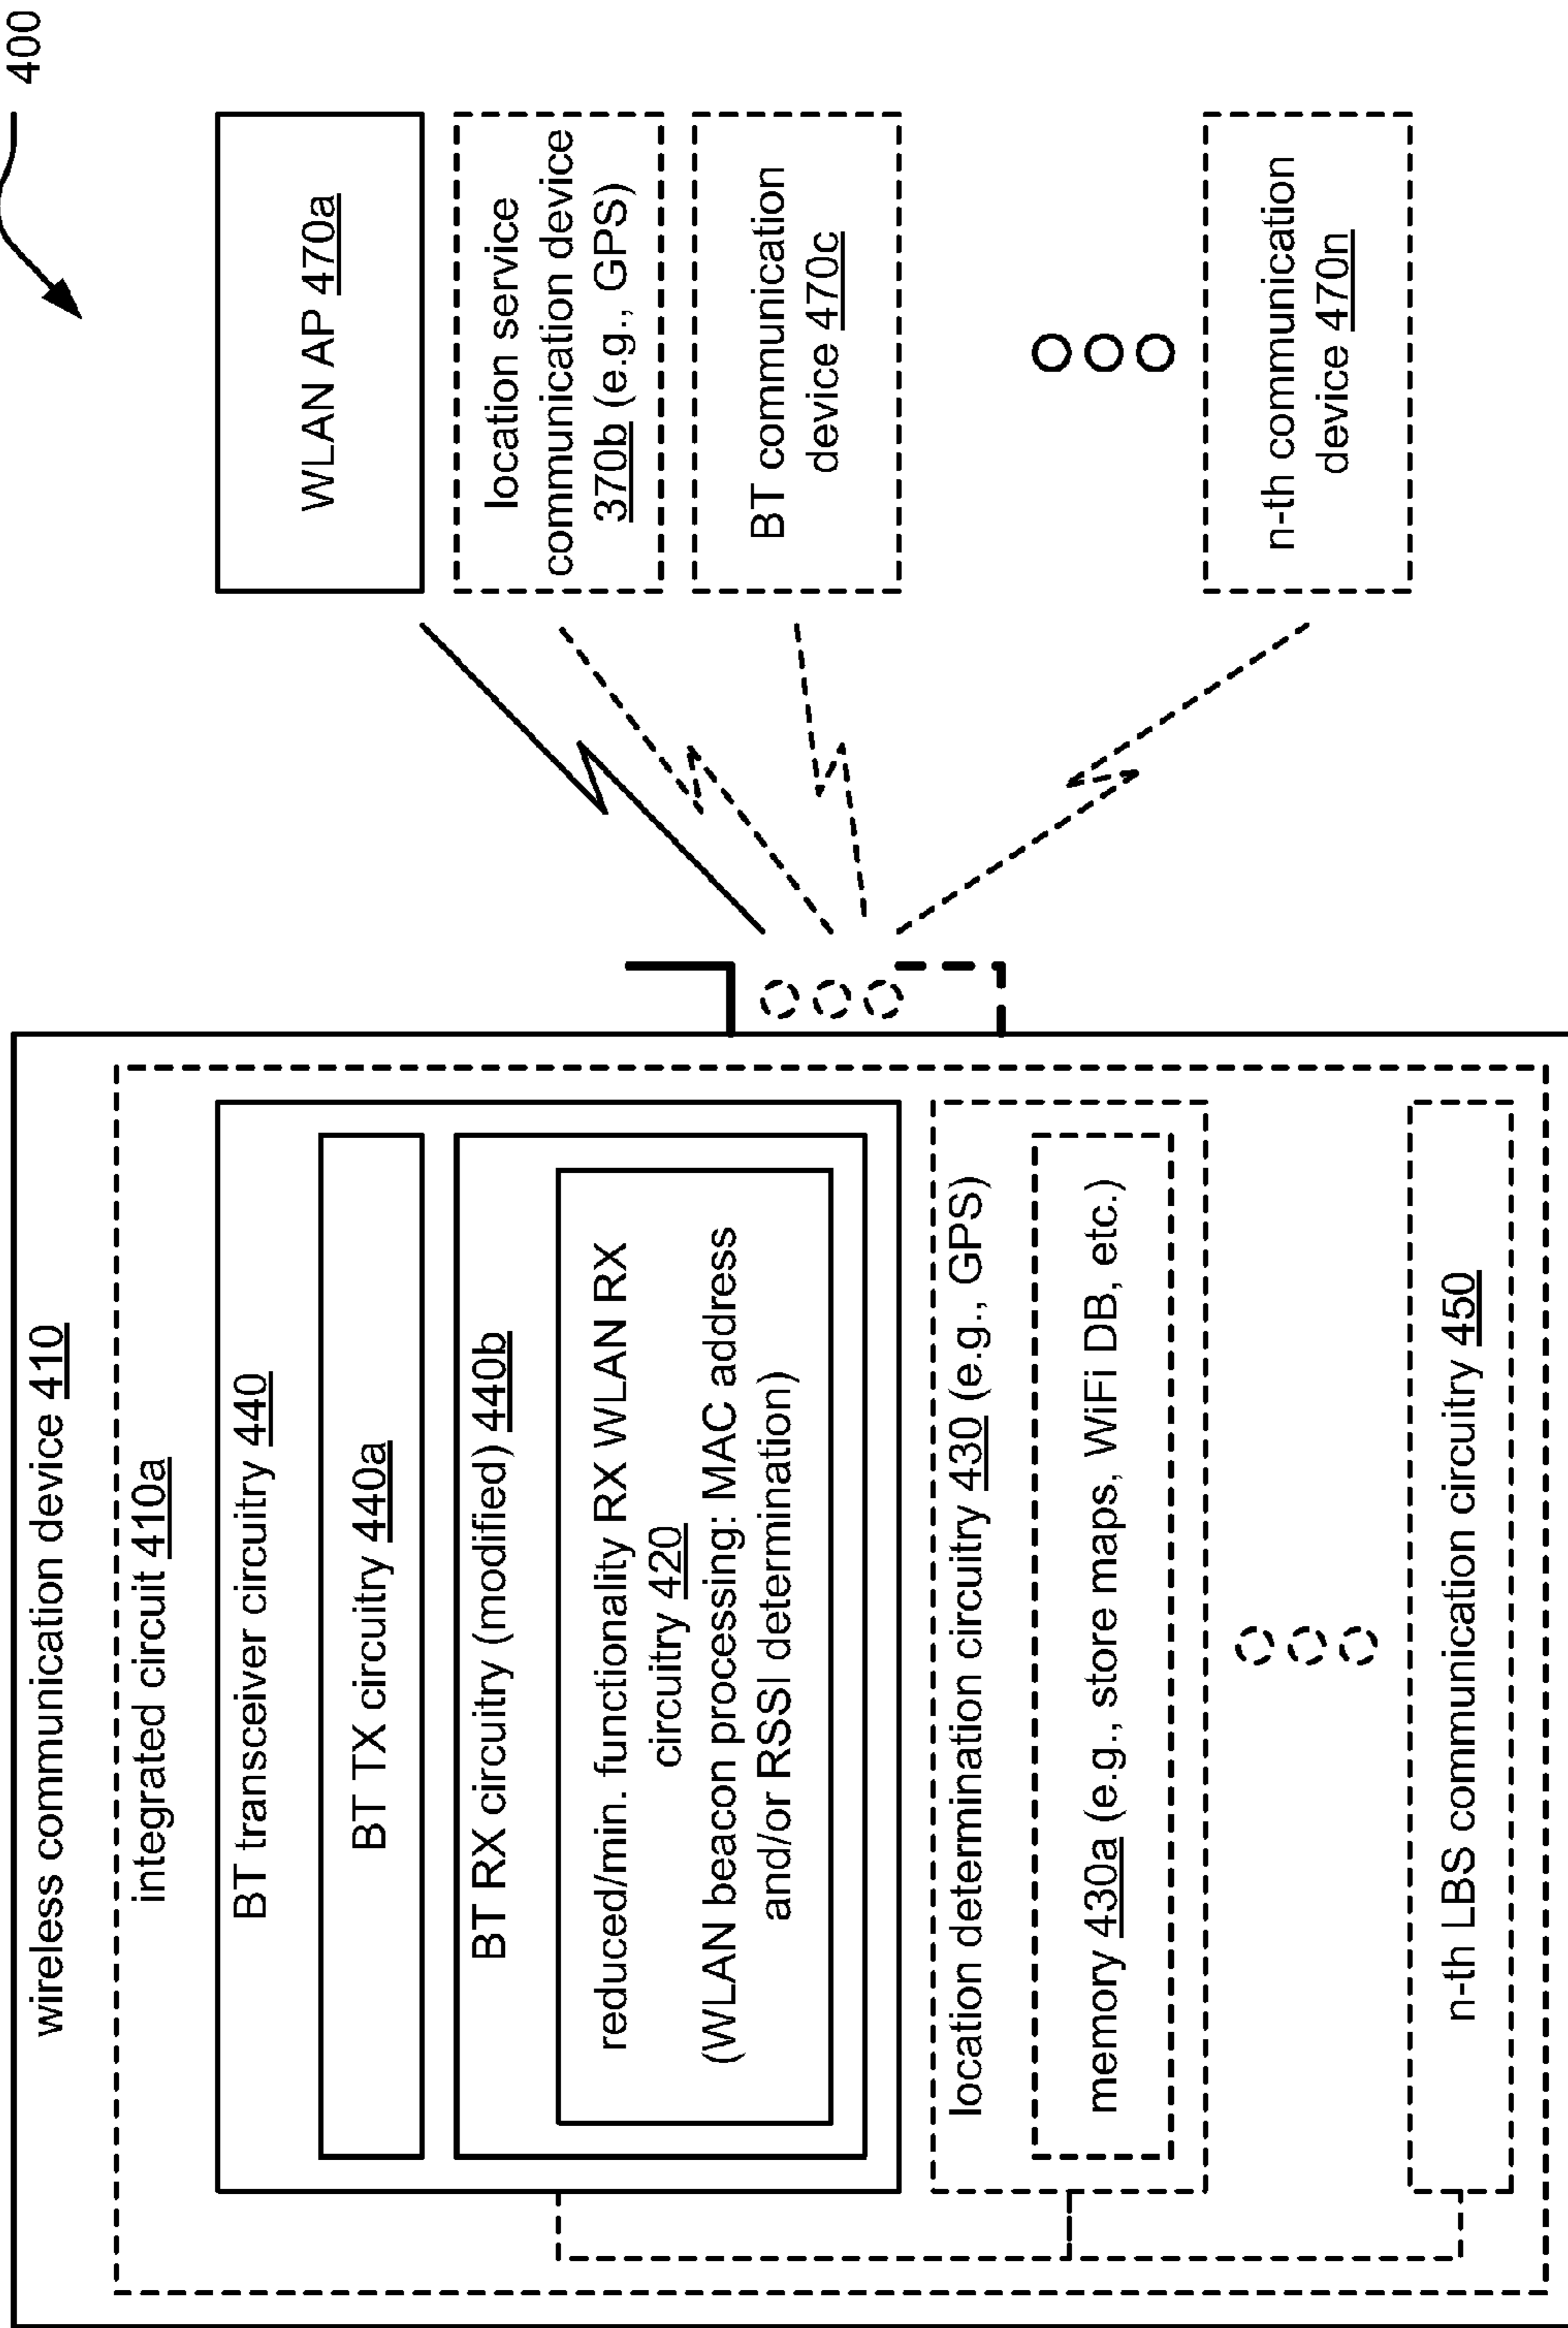 400
wireless communication device 410
integrated circuit 410a
BT transceiver circuitry 440
BT TX circuitry 440a
BT RX circuitry (modified) 440b
reduced/min. functionality RX WLAN RX
circuitry 420
(WLAN beacon processing: MAC address
and/or RSSI determination)
location determination circuitry 430 (e.g., GPS)
memory 430a (e.g., store maps, WiFi DB, etc.)
n-th LBS communication circuitry 450
WLAN AP 470a
location service
communication device
370b (e.g., GPS)
BT communication
device 470c
n-th communication
device 470n